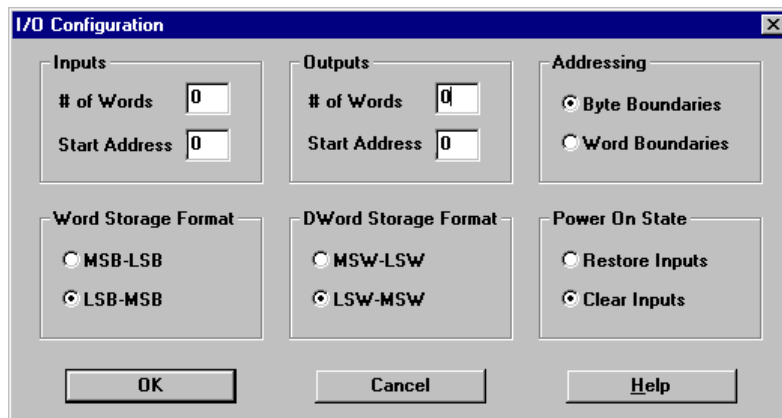 I/O Configuration
Inputs
# of Words 0
Start Address 0
Outputs
# of Words 0
Start Address 0
Addressing
Byte Boundaries
Word Boundaries
Word Storage Format
MSB-LSB
LSB-MSB
DWord Storage Format
MSW-LSW
LSW-MSW
Power On State
Restore Inputs
Clear Inputs
OK
Cancel
Help